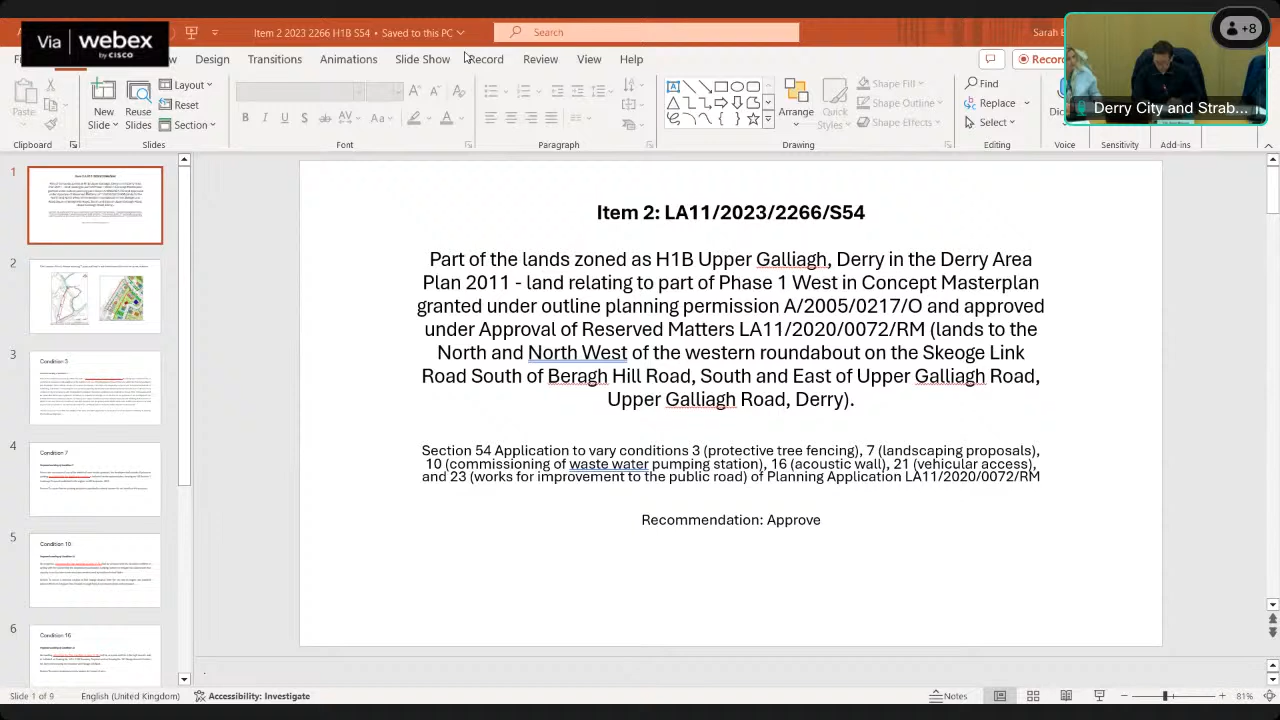 Via webex
by CISCO
Item 2 2023 2266 H1B S54 • Saved to this PC
Search
Sarah
+8
Design
Transitions
Animations
Slide Show
Record
Review
View
Help
Record
Derry City and Strab...
Paste
New
Slide
Reuse
Slides
Layout
Reset
Section
Arrange
Quick
Styles
Shape Fill
Shape Outline
Shape Effects
Find
Replace
Select
Clipboard
Slides
Font
Paragraph
Drawing
Editing
Voice
Sensitivity
Add-ins
1
2
3
Condition 3
4
Condition 7
5
Condition 10
6
Condition 16
Item 2: LA11/2023/2266/S54
Part of the lands zoned as H1B Upper Galliagh, Derry in the Derry Area
Plan 2011 - land relating to part of Phase 1 West in Concept Masterplan
granted under outline planning permission A/2005/0217/O and approved
under Approval of Reserved Matters LA11/2020/0072/RM (lands to the
North and North West of the western roundabout on the Skeoge Link
Road South of Beragh Hill Road, South and East of Upper Galliagh Road,
Upper Galliagh Road, Derry).
Section 54 Application to vary conditions 3 (protective tree fencing), 7 (landscaping proposals),
10 (commissioning of waste water pumping station), 16 (acoustic wall), 21 (vehicular access),
and 23 (works for improvement to the public road) of Planning Application LA11/2020/0072/RM
Recommendation: Approve
Slide 1 of 9
English (United Kingdom)
Accessibility: Investigate
Notes
81%